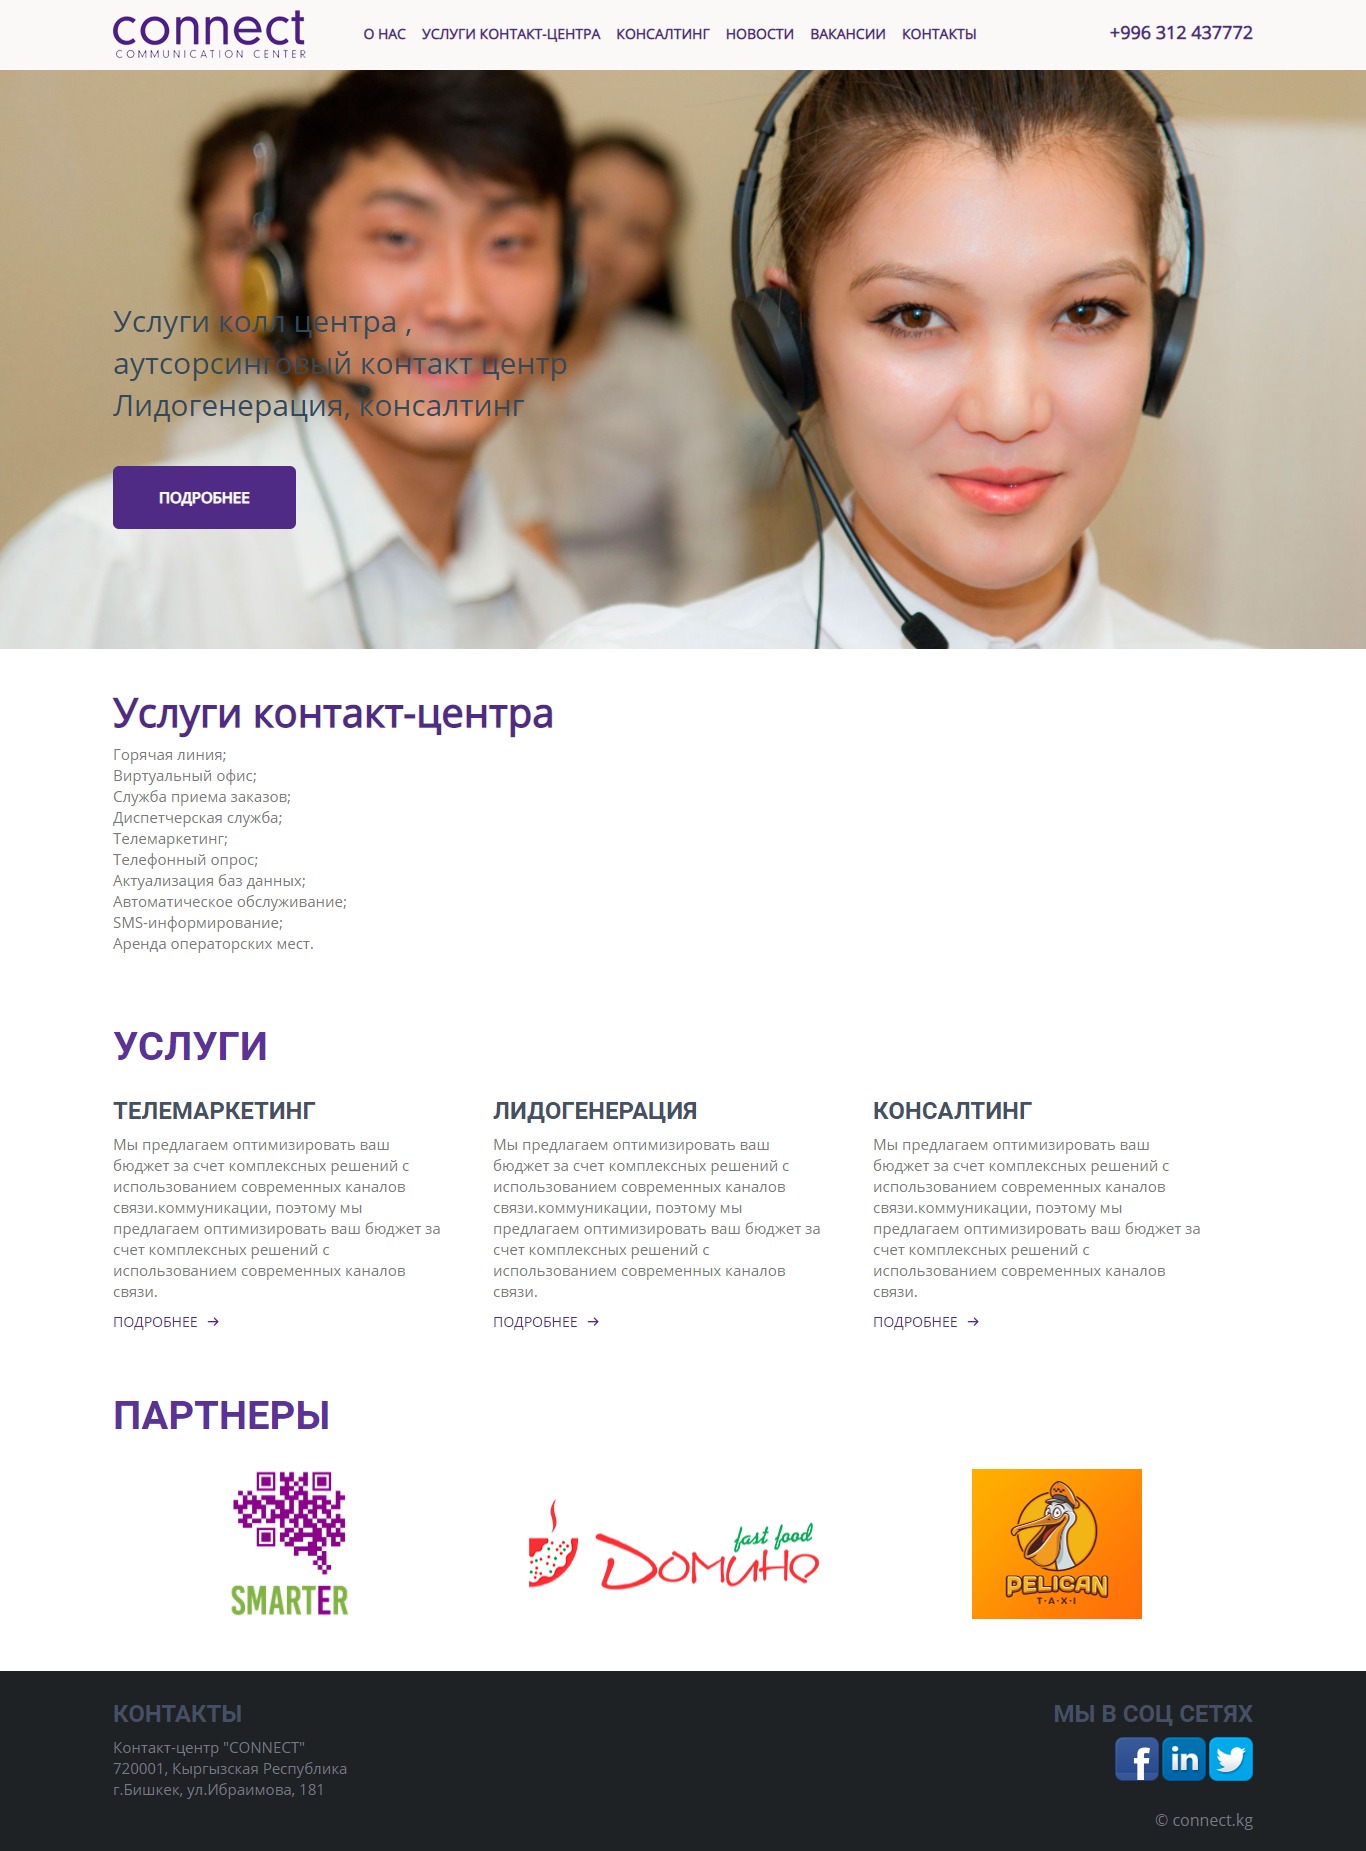 connect
COMMUNICATION CENTER
О НАС УСЛУГИ КОНТАКТ-ЦЕНТРА КОНСАЛТИНГ НОВОСТИ ВАКАНСИИ КОНТАКТЫ
+996 312 437772
Услуги колл центра ,
аутсорсинговый контакт центр
Лидогенерация, консалтинг
ПОДРОБНЕЕ
Услуги контакт-центра
Горячая линия;
Виртуальный офис;
Служба приема заказов;
Диспетчерская служба;
Телемаркетинг;
Телефонный опрос;
Актуализация баз данных;
Автоматическое обслуживание;
SMS-информирование;
Аренда операторских мест.
УСЛУГИ
ТЕЛЕМАРКЕТИНГ
Мы предлагаем оптимизировать ваш
бюджет за счет комплексных решений с
использованием современных каналов
связи.коммуникации, поэтому мы
предлагаем оптимизировать ваш бюджет за
счет комплексных решений с
использованием современных каналов
связи.
ПОДРОБНЕЕ →
ЛИДОГЕНЕРАЦИЯ
Мы предлагаем оптимизировать ваш
бюджет за счет комплексных решений с
использованием современных каналов
связи.коммуникации, поэтому мы
предлагаем оптимизировать ваш бюджет за
счет комплексных решений с
использованием современных каналов
связи.
ПОДРОБНЕЕ →
КОНСАЛТИНГ
Мы предлагаем оптимизировать ваш
бюджет за счет комплексных решений с
использованием современных каналов
связи.коммуникации, поэтому мы
предлагаем оптимизировать ваш бюджет за
счет комплексных решений с
использованием современных каналов
связи.
ПОДРОБНЕЕ →
ПАРТНЕРЫ
SMARTER
fast food
Домино
PELICAN
T·A·X·I
КОНТАКТЫ
Контакт-центр "CONNECT"
720001, Кыргызская Республика
г.Бишкек, ул.Ибраимова, 181
МЫ В СОЦ СЕТЯХ
f in
© connect.kg